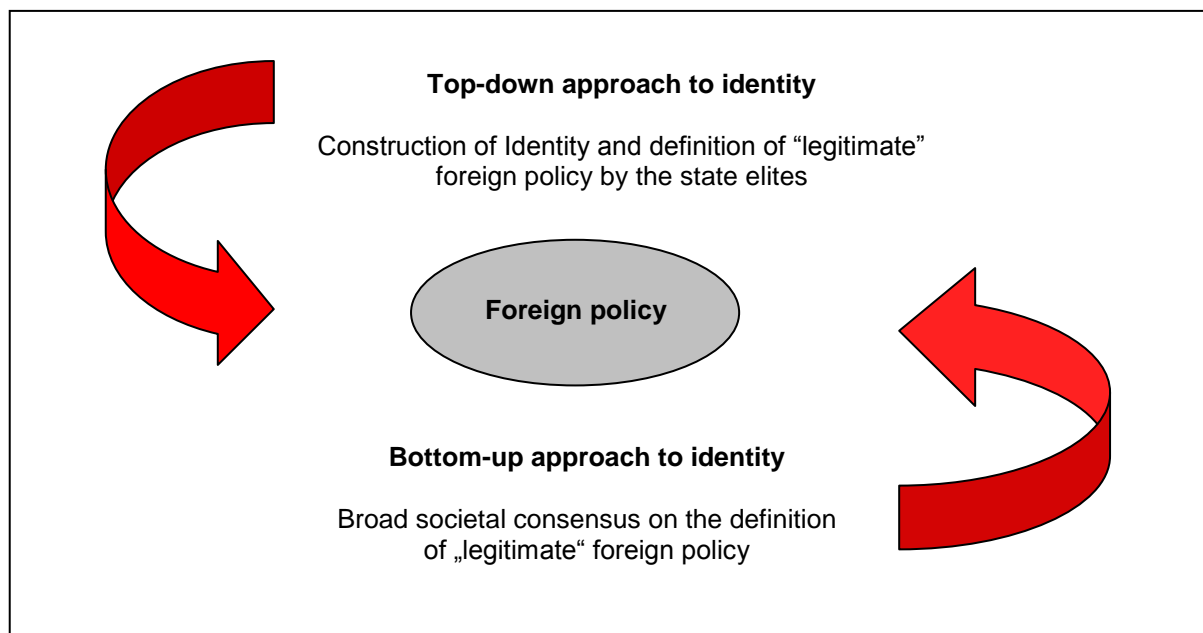 Top-down approach to identity
Construction of Identity and definition of “legitimate”
foreign policy by the state elites
Foreign policy
Bottom-up approach to identity
Broad societal consensus on the definition
of „legitimate“ foreign policy